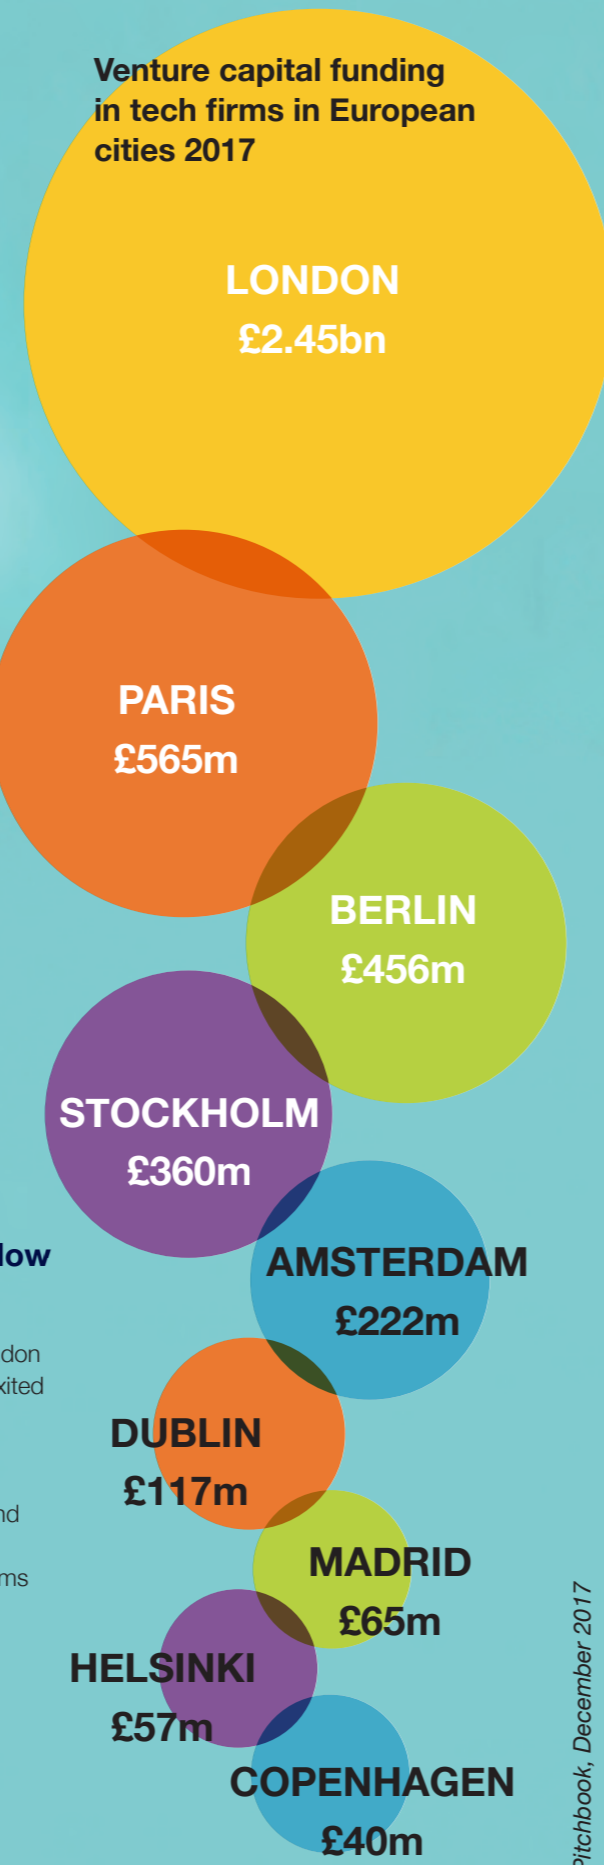 Venture capital funding
in tech firms in European
cities 2017
LONDON
£2.45bn
PARIS
£565m
BERLIN
£456m
STOCKHOLM
£360m
AMSTERDAM
£222m
DUBLIN
£117m
MADRID
£65m
HELSINKI
£57m
COPENHAGEN
£40m
Pitchbook, December 2017